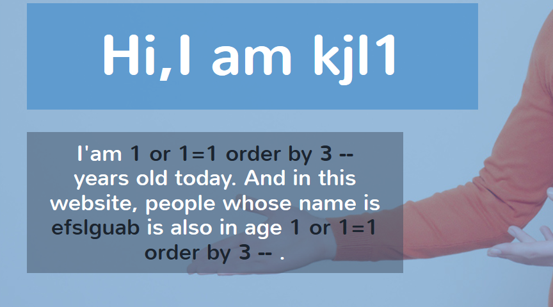 Hi,I am kjl1
I'am 1 or 1=1 order by 3 --
years old today. And in this
website, people whose name is
efslguab is also in age 1 or 1=1
order by 3 -- .